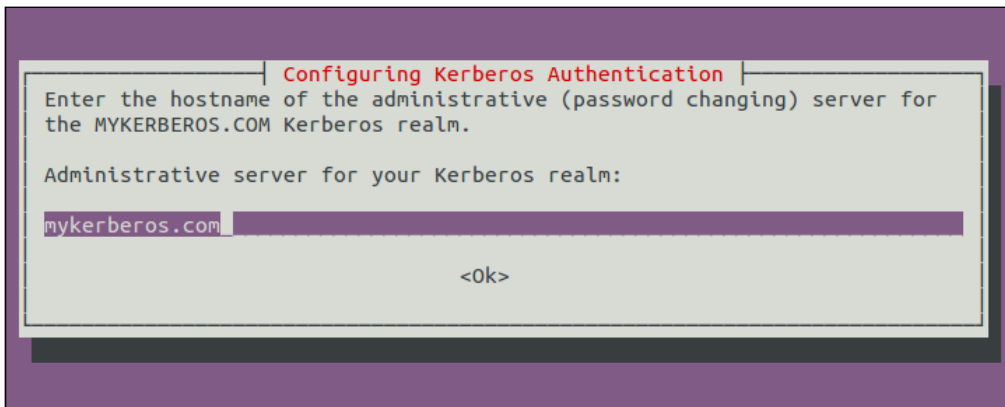 Configuring Kerberos Authentication
Enter the hostname of the administrative (password changing) server for
the MYKERBEROS.COM Kerberos realm.
Administrative server for your Kerberos realm:
mykerberos.com
<Ok>